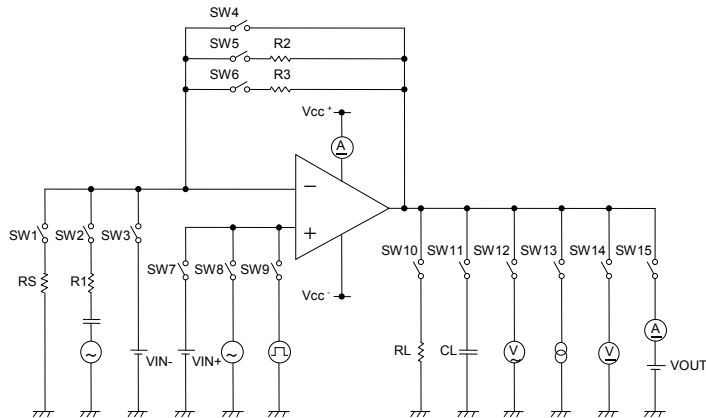 SW4
SW5 R2
SW6 R3
Vcc+
A
−
+
SW1 SW2 SW3
SW7 SW8 SW9
SW10 SW11 SW12 SW13 SW14 SW15
Vcc-
RS R1
VIN- VIN+
RL CL V V
A
VOUT